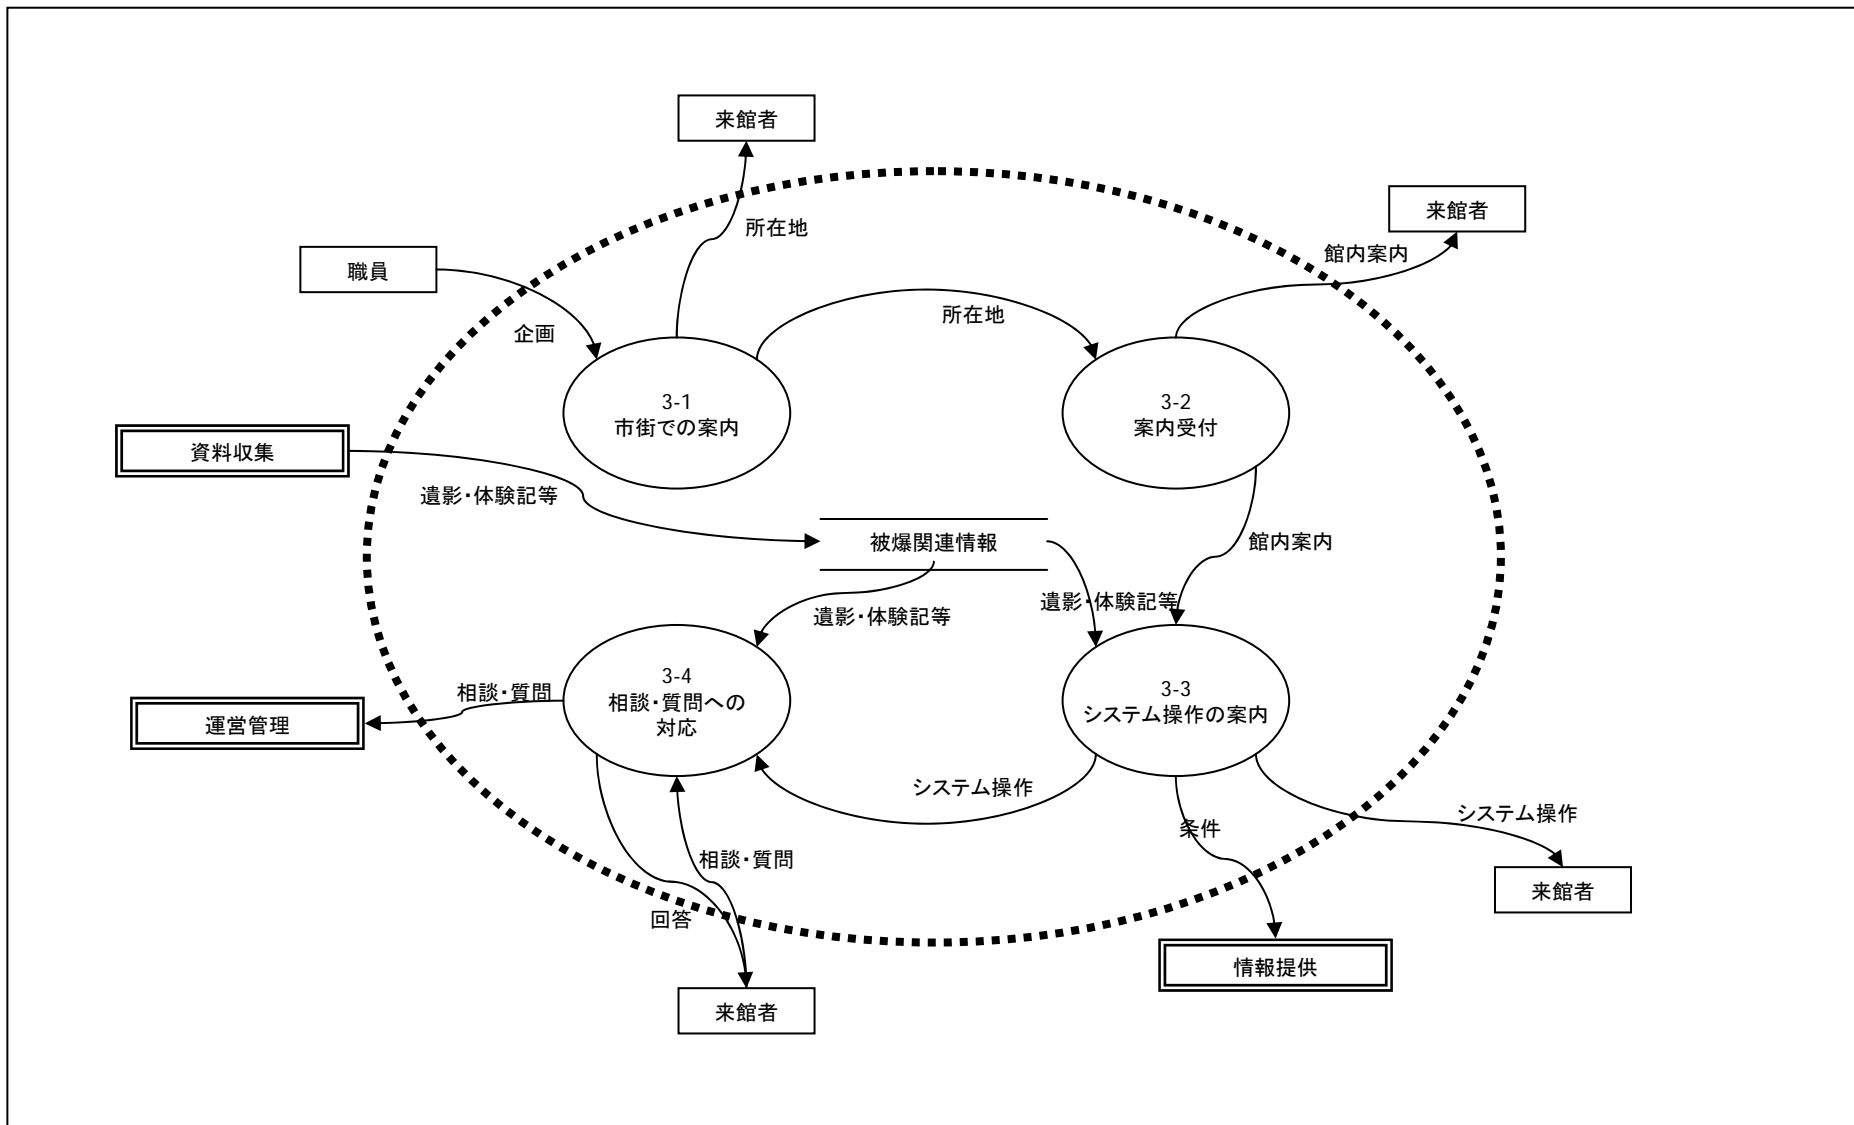 来館者
来館者
所在地
館内案内
職員
企画
所在地
3-1
市街での案内
3-2
案内受付
資料収集
遺影・体験記等
被爆関連情報
館内案内
遺影・体験記等
遺影・体験記等
3-4
相談・質問への
対応
3-3
システム操作の案内
相談・質問
運営管理
システム操作
条件
システム操作
相談・質問
来館者
回答
情報提供
来館者